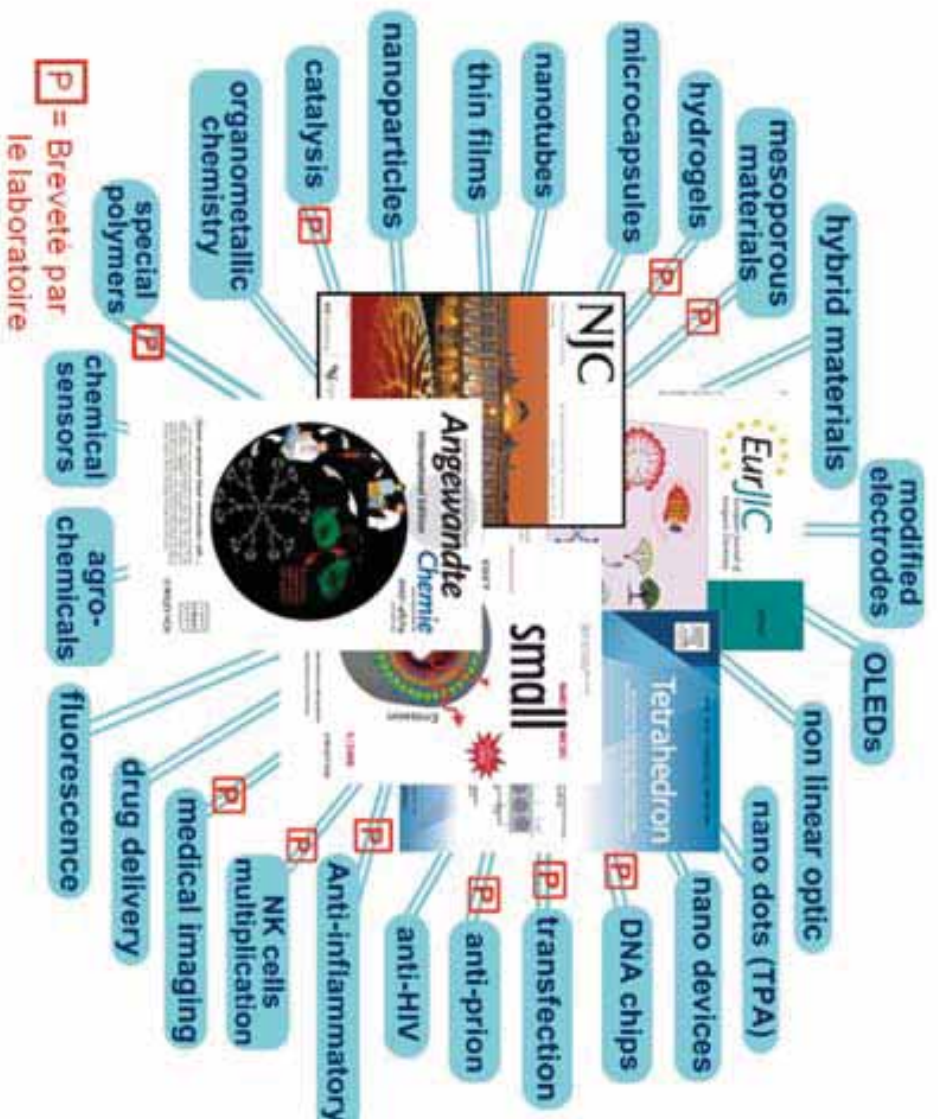 modified
electrodes
OLEDs
hybrid materials
non linear optic
mesoporous
materials
P
nano dots (TPA)
hydrogels
P
nano devices
microcapsules
DNA chips
P
nanotubes
transfection
P
thin films
anti-prion
P
nanoparticles
anti-HIV
catalysis
P
Anti-inflammatory
P
organometallic
chemistry
NK cells
multiplication
P
special
polymers
P
medical imaging
P
chemical
sensors
agro-
chemicals
fluorescence
drug delivery
EurJIC
NJC
Tetrahedron
small
Emission
Angewandte
Chemie
International Edition
P = Breveté par
le laboratoire